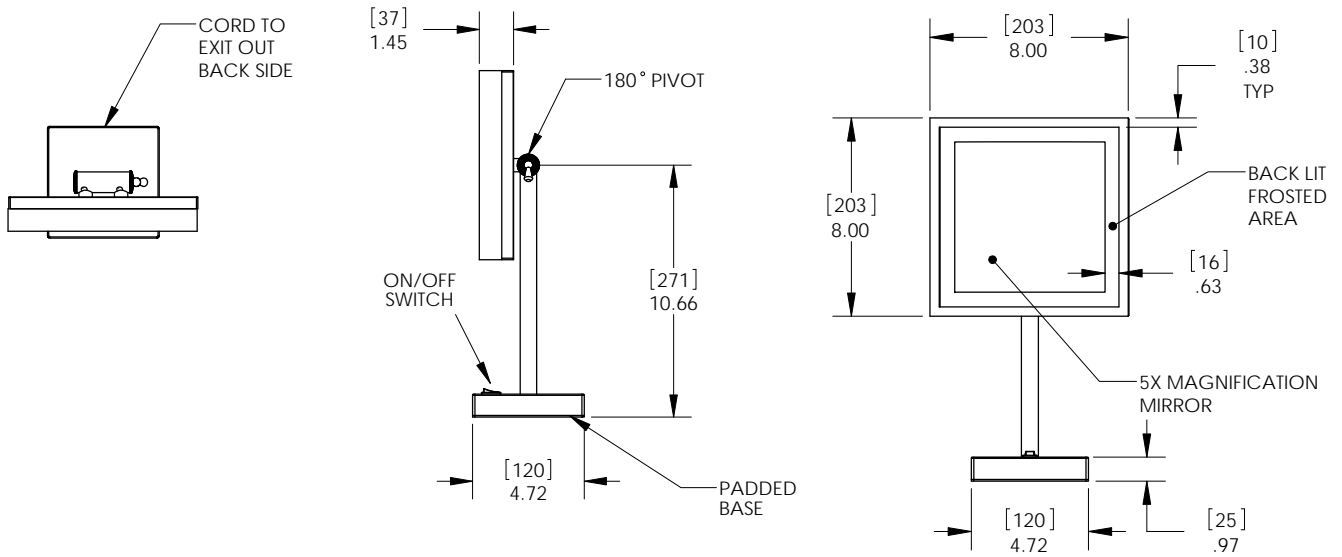 CORD TO
EXIT OUT
BACK SIDE
[37]
1.45
180° PIVOT
[271]
10.66
ON/OFF
SWITCH
[120]
4.72
PADDED
BASE
[203]
8.00
[10]
.38
TYP
[203]
8.00
BACK LIT
FROSTED
AREA
[16]
.63
5X MAGNIFICATION
MIRROR
[120]
4.72
[25]
.97